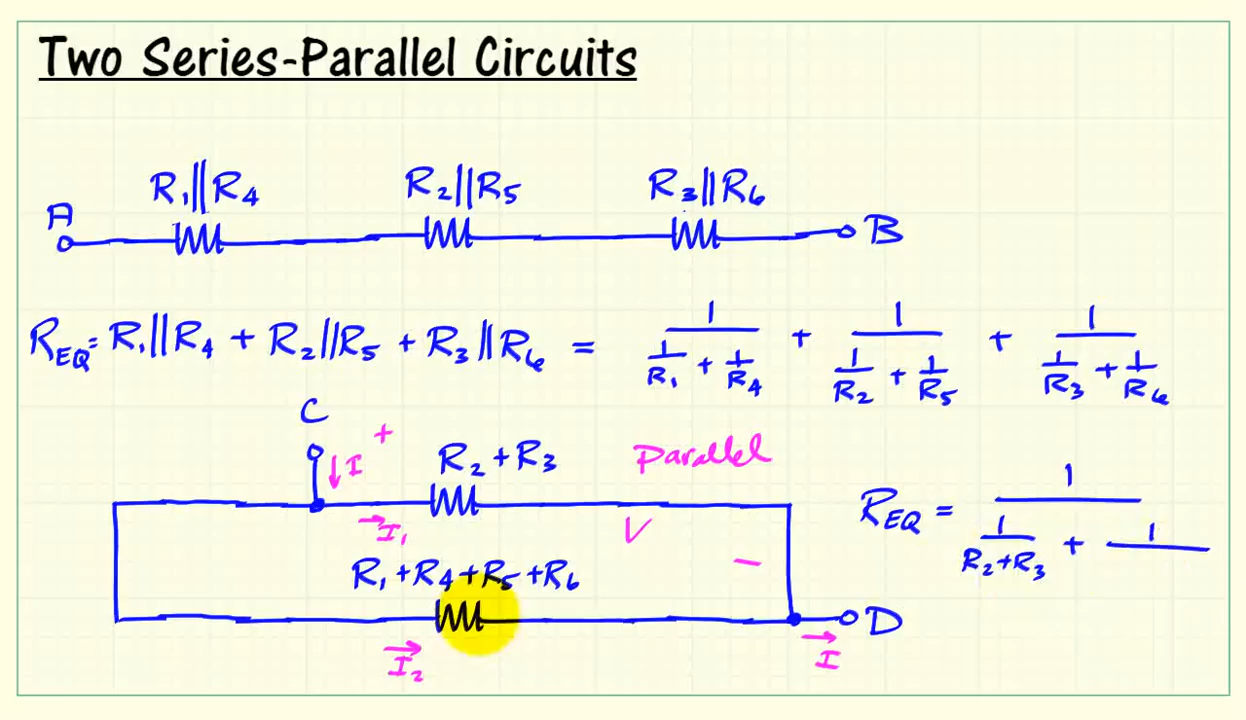 Two Series-Parallel Circuits
R₁||R₄ R₂||R₅ R₃||R₆
A B
R_EQ = R₁||R₄ + R₂||R₅ + R₃||R₆ = 1/(1/R₁ + 1/R₄) + 1/(1/R₂ + 1/R₅) + 1/(1/R₃ + 1/R₆)
C
+
↓I R₂+R₃ Parallel
→I₁ V
R_EQ = 1/(1/(R₂+R₃) + 1/ )
R₁+R₄+R₅+R₆ −
D
→I₂ →I